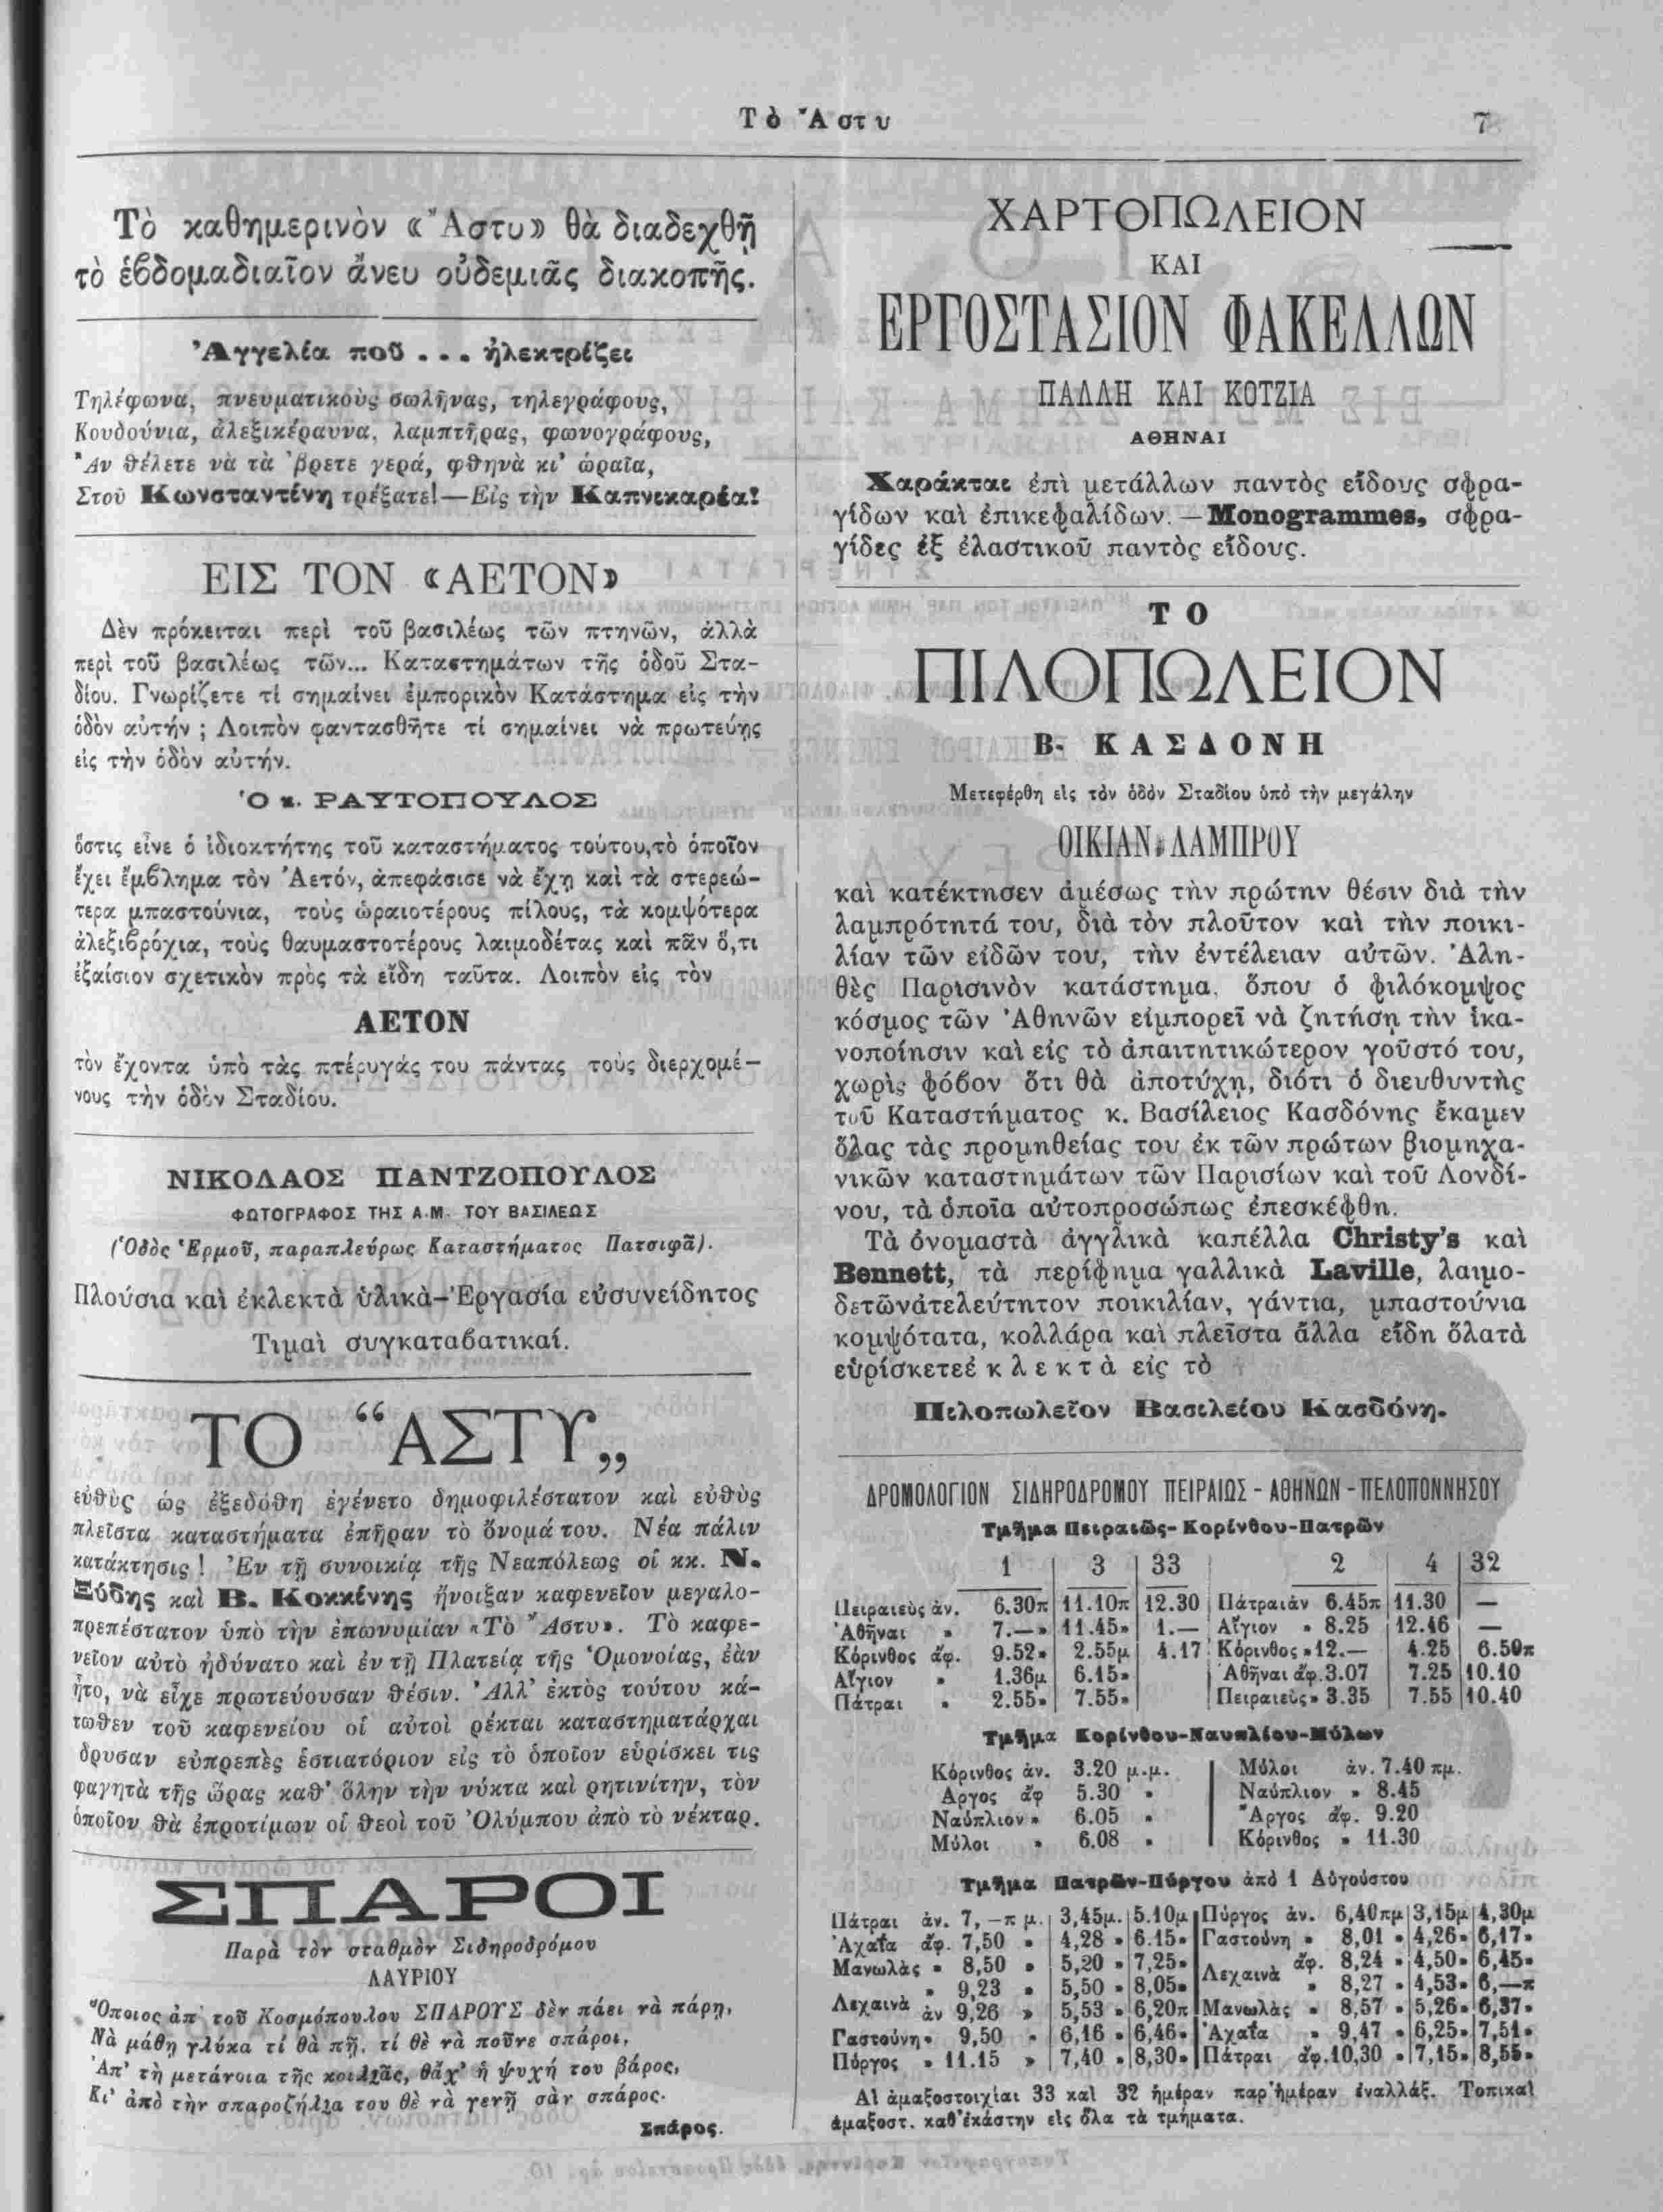 Τὸ Ἄστυ
7
Τὸ καθημερινὸν «Ἄστυ» θὰ διαδεχθῇ
τὸ ἑβδομαδιαῖον ἄνευ οὐδεμιᾶς διακοπῆς.
Ἀγγελία ποῦ ... ἠλεκτρίζει
Τηλέφωνα, πνευματικοὺς σωλῆνας, τηλεγράφους,
Κουδούνια, ἀλεξικέραυνα, λαμπτῆρας, φωνογράφους,
Ἂν θέλετε νὰ τὰ ’βρετε γερά, φθηνὰ κι’ ὡραῖα,
Στοῦ Κωνσταντίνη τρέξατε!—Εἰς τὴν Καπνικαρέα!
ΕΙΣ ΤΟΝ «ΑΕΤΟΝ»
Δὲν πρόκειται περὶ τοῦ βασιλέως τῶν πτηνῶν, ἀλλὰ
περὶ τοῦ βασιλέως τῶν... Καταστημάτων τῆς ὁδοῦ Στα-
δίου. Γνωρίζετε τί σημαίνει ἐμπορικὸν Κατάστημα εἰς τὴν
ὁδὸν αὐτήν ; Λοιπὸν φαντασθῆτε τί σημαίνει νὰ πρωτεύῃς
εἰς τὴν ὁδὸν αὐτήν.
Ὁ κ. ΡΑΥΤΟΠΟΥΛΟΣ
ὅστις εἶνε ὁ ἰδιοκτήτης τοῦ καταστήματος τούτου,τὸ ὁποῖον
ἔχει ἔμβλημα τὸν Ἀετόν, ἀπεφάσισε νὰ ἔχῃ καὶ τὰ στερεώ-
τερα μπαστούνια, τοὺς ὡραιοτέρους πίλους, τὰ κομψότερα
ἀλεξιβρόχια, τοὺς θαυμαστοτέρους λαιμοδέτας καὶ πᾶν ὅ,τι
ἐξαίσιον σχετικὸν πρὸς τὰ εἴδη ταῦτα. Λοιπὸν εἰς τὸν
ΑΕΤΟΝ
τὸν ἔχοντα ὑπὸ τὰς πτέρυγάς του πάντας τοὺς διερχομέ-
νους τὴν ὁδὸν Σταδίου.
ΝΙΚΟΛΑΟΣ ΠΑΝΤΖΟΠΟΥΛΟΣ
ΦΩΤΟΓΡΑΦΟΣ ΤΗΣ Α.Μ. ΤΟΥ ΒΑΣΙΛΕΩΣ
(Ὁδὸς Ἑρμοῦ, παραπλεύρως Καταστήματος Πατσιφᾶ).
Πλούσια καὶ ἐκλεκτὰ ὑλικὰ—Ἐργασία εὐσυνείδητος
Τιμαὶ συγκαταβατικαί.
ΤΟ “ΑΣΤΥ„
εὐθὺς ὡς ἐξεδόθη ἐγένετο δημοφιλέστατον καὶ εὐθὺς
πλεῖστα καταστήματα ἐπῆραν τὸ ὄνομά του. Νέα πάλιν
κατάκτησις ! Ἐν τῇ συνοικίᾳ τῆς Νεαπόλεως οἱ κκ. Ν.
Ξύδης καὶ Β. Κοκκίνης ἤνοιξαν καφενεῖον μεγαλο-
πρεπέστατον ὑπὸ τὴν ἐπωνυμίαν «Τὸ Ἄστυ». Τὸ καφε-
νεῖον αὐτὸ ἠδύνατο καὶ ἐν τῇ Πλατείᾳ τῆς Ὁμονοίας, ἐὰν
ἦτο, νὰ εἶχε πρωτεύουσαν θέσιν. Ἀλλ’ ἐκτὸς τούτου κά-
τωθεν τοῦ καφενείου οἱ αὐτοὶ ρέκται καταστηματάρχαι
δρυσαν εὐπρεπὲς ἑστιατόριον εἰς τὸ ὁποῖον εὑρίσκει τις
φαγητὰ τῆς ὥρας καθ’ ὅλην τὴν νύκτα καὶ ρητινίτην, τὸν
ὁποῖον θὰ ἐπροτίμων οἱ θεοὶ τοῦ Ὀλύμπου ἀπὸ τὸ νέκταρ.
ΣΠΑΡΟΙ
Παρὰ τὸν σταθμὸν Σιδηροδρόμου
ΛΑΥΡΙΟΥ
Ὅποιος ἀπ’ τοῦ Κοσμόπουλου ΣΠΑΡΟΥΣ δὲν πάει νὰ πάρῃ,
Νὰ μάθῃ γλύκα τί θὰ πῇ, τί θὲ νὰ ποῦνε σπάροι,
Ἀπ’ τὴ μετάνοια τῆς κοιλιᾶς, θἄχ’ ἡ ψυχή του βάρος,
Κι’ ἀπὸ τὴν σπαροζήλια του θὲ νὰ γενῇ σὰν σπάρος.
Σπάρος.
ΧΑΡΤΟΠΩΛΕΙΟΝ
ΚΑΙ
ΕΡΓΟΣΤΑΣΙΟΝ ΦΑΚΕΛΛΩΝ
ΠΑΛΛΗ ΚΑΙ ΚΟΤΖΙΑ
ΑΘΗΝΑΙ
Χαράκται ἐπὶ μετάλλων παντὸς εἴδους σφρα-
γίδων καὶ ἐπικεφαλίδων. —Monogrammes, σφρα-
γίδες ἐξ ἐλαστικοῦ παντὸς εἴδους.
ΤΟ
ΠΙΛΟΠΩΛΕΙΟΝ
Β. ΚΑΣΔΟΝΗ
Μετεφέρθη εἰς τὸν ὁδὸν Σταδίου ὑπὸ τὴν μεγάλην
ΟΙΚΙΑΝ ΛΑΜΠΡΟΥ
καὶ κατέκτησεν ἀμέσως τὴν πρώτην θέσιν διὰ τὴν
λαμπρότητά του, διὰ τὸν πλοῦτον καὶ τὴν ποικι-
λίαν τῶν εἰδῶν του, τὴν ἐντέλειαν αὐτῶν. Ἀλη-
θὲς Παρισινὸν κατάστημα, ὅπου ὁ φιλόκομψος
κόσμος τῶν Ἀθηνῶν εἰμπορεῖ νὰ ζητήσῃ τὴν ἱκα-
νοποίησιν καὶ εἰς τὸ ἀπαιτητικώτερον γοῦστό του,
χωρὶς φόβον ὅτι θὰ ἀποτύχῃ, διότι ὁ διευθυντὴς
τοῦ Καταστήματος κ. Βασίλειος Κασδόνης ἔκαμεν
ὅλας τὰς προμηθείας του ἐκ τῶν πρώτων βιομηχα-
νικῶν καταστημάτων τῶν Παρισίων καὶ τοῦ Λονδί-
νου, τὰ ὁποῖα αὐτοπροσώπως ἐπεσκέφθη.
Τὰ ὀνομαστὰ ἀγγλικὰ καπέλλα Christy's καὶ
Bennett, τὰ περίφημα γαλλικὰ Laville, λαιμο-
δετῶνἀτελεύτητον ποικιλίαν, γάντια, μπαστούνια
κομψότατα, κολλάρα καὶ πλεῖστα ἄλλα εἴδη ὅλατὰ
εὑρίσκετεἐ κ λ ε κ τ ὰ εἰς τὸ
Πιλοπωλεῖον Βασιλείου Κασδόνη.
ΔΡΟΜΟΛΟΓΙΟΝ ΣΙΔΗΡΟΔΡΟΜΟΥ ΠΕΙΡΑΙΩΣ - ΑΘΗΝΩΝ - ΠΕΛΟΠΟΝΝΗΣΟΥ
Τμῆμα Πειραιῶς-Κορίνθου-Πατρῶν
1 3 33 2 4 32
Πειραιεὺς ἀν. 6.30π 11.10π 12.30 Πάτραιἀν 6.45π 11.30 —
Ἀθῆναι » 7.—» 11.45» 1.— Αἴγιον » 8.25 12.46 —
Κόρινθος ἀφ. 9.52» 2.55μ 4.17 Κόρινθος»12.— 4.25 6.50π
Αἴγιον » 1.36μ 6.15» Ἀθῆναι ἀφ.3.07 7.25 10.10
Πάτραι » 2.55» 7.55» Πειραιεὺς» 3.35 7.55 10.40
Τμῆμα Κορίνθου-Ναυπλίου-Μύλων
Κόρινθος ἀν. 3.20 μ.μ. Μύλοι ἀν. 7.40 πμ.
Αργος ἀφ 5.30 » Ναύπλιον » 8.45
Ναύπλιον» 6.05 » Ἄργος ἀφ. 9.20
Μύλοι » 6.08 » Κόρινθος » 11.30
Τμῆμα Πατρῶν-Πύργου ἀπὸ 1 Αὐγούστου
Πάτραι ἀν. 7,—π μ. 3,45μ. 5.10μ Πύργος ἀν. 6,40πμ 3,15μ 4,30μ
Ἀχαΐα ἀφ. 7,50 » 4,28 » 6.15» Γαστούνη » 8,01 » 4,26» 6,17»
Μανωλὰς » 8,50 » 5,20 » 7,25» Λεχαινὰ ἀφ. 8,24 » 4,50» 6,45»
Λεχαινὰ » 9,23 » 5,50 » 8,05» » 8,27 » 4,53» 6,—π
ἀν 9,26 » 5,53 » 6,20π Μανωλὰς » 8,57 » 5,26» 6,37»
Γαστούνη» 9,50 » 6,16 » 6,46» Ἀχαΐα » 9,47 » 6,25» 7,51»
Πύργος » 11.15 » 7,40 » 8,30» Πάτραι ἀφ.10,30 » 7,15» 8,55»
Αἱ ἁμαξοστοιχίαι 33 καὶ 32 ἡμέραν παρ’ἡμέραν ἐναλλάξ. Τοπικαὶ
ἁμαξοστ. καθ’ἑκάστην εἰς ὅλα τὰ τμήματα.